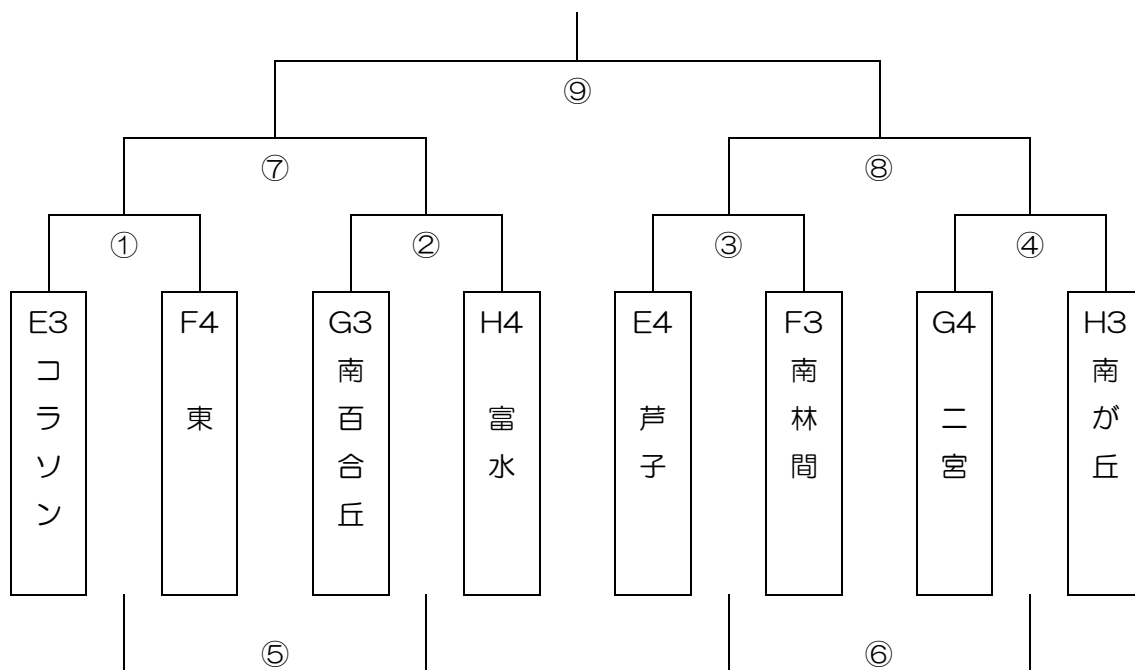 ⑨
⑦
⑧
①
②
③
④
E3
コラソン
F4
東
G3
南百合丘
H4
富水
E4
芦子
F3
南林間
G4
二宮
H3
南が丘
⑤
⑥